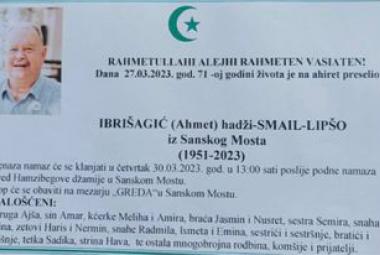 RAHMETULLAHI ALEJHI RAHMETEN VASIATEN!
Dana 27.03.2023. god. 71 -oj godini života je na ahiret preselio
IBRIŠAGIĆ (Ahmet) hadži-SMAIL-LIPŠO
iz Sanskog Mosta
(1951-2023)
namaz će se klanjati u četvrtak 30.03.2023. god. u 13:00 sati poslije podne namaza
Hamzibegove džamije u Sanskom Mostu.
će se obaviti na mezarju „GREDA“u Sanskom Mostu.
Ajša, sin Amar, kćerke Meliha i Amira, braća Jasmin i Nusret, sestra Semira, snaha
zetovi Haris i Nermin, snahe Radmila, Ismeta i Emina, sestrići i sestršnje, bratići i
tetka Sadika, strina Hava, te ostala mnogobrojna rodbina, komšije i prijatelji.